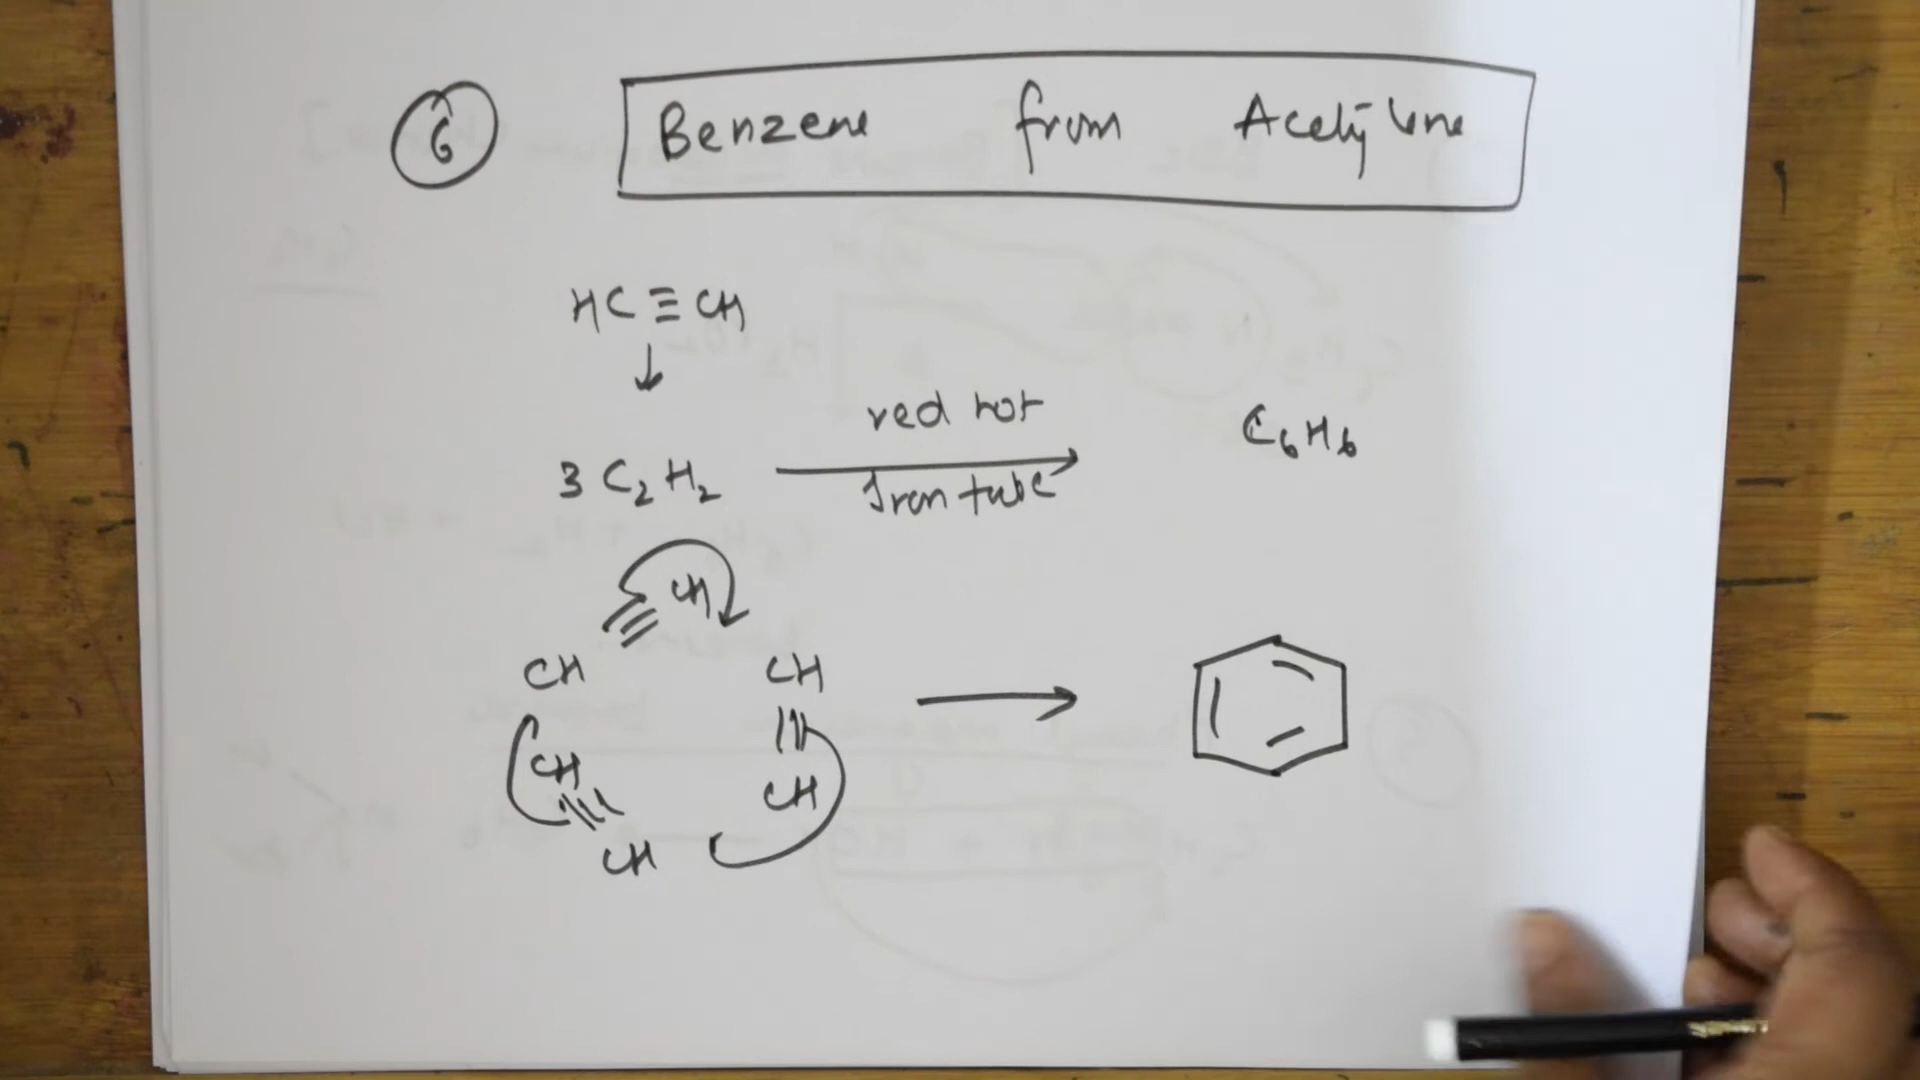 6
Benzene from Acetylene
HC≡CH
↓
red hot
3 C₂H₂ → C₆H₆
Iron tube
CH
CH CH
CH CH
CH